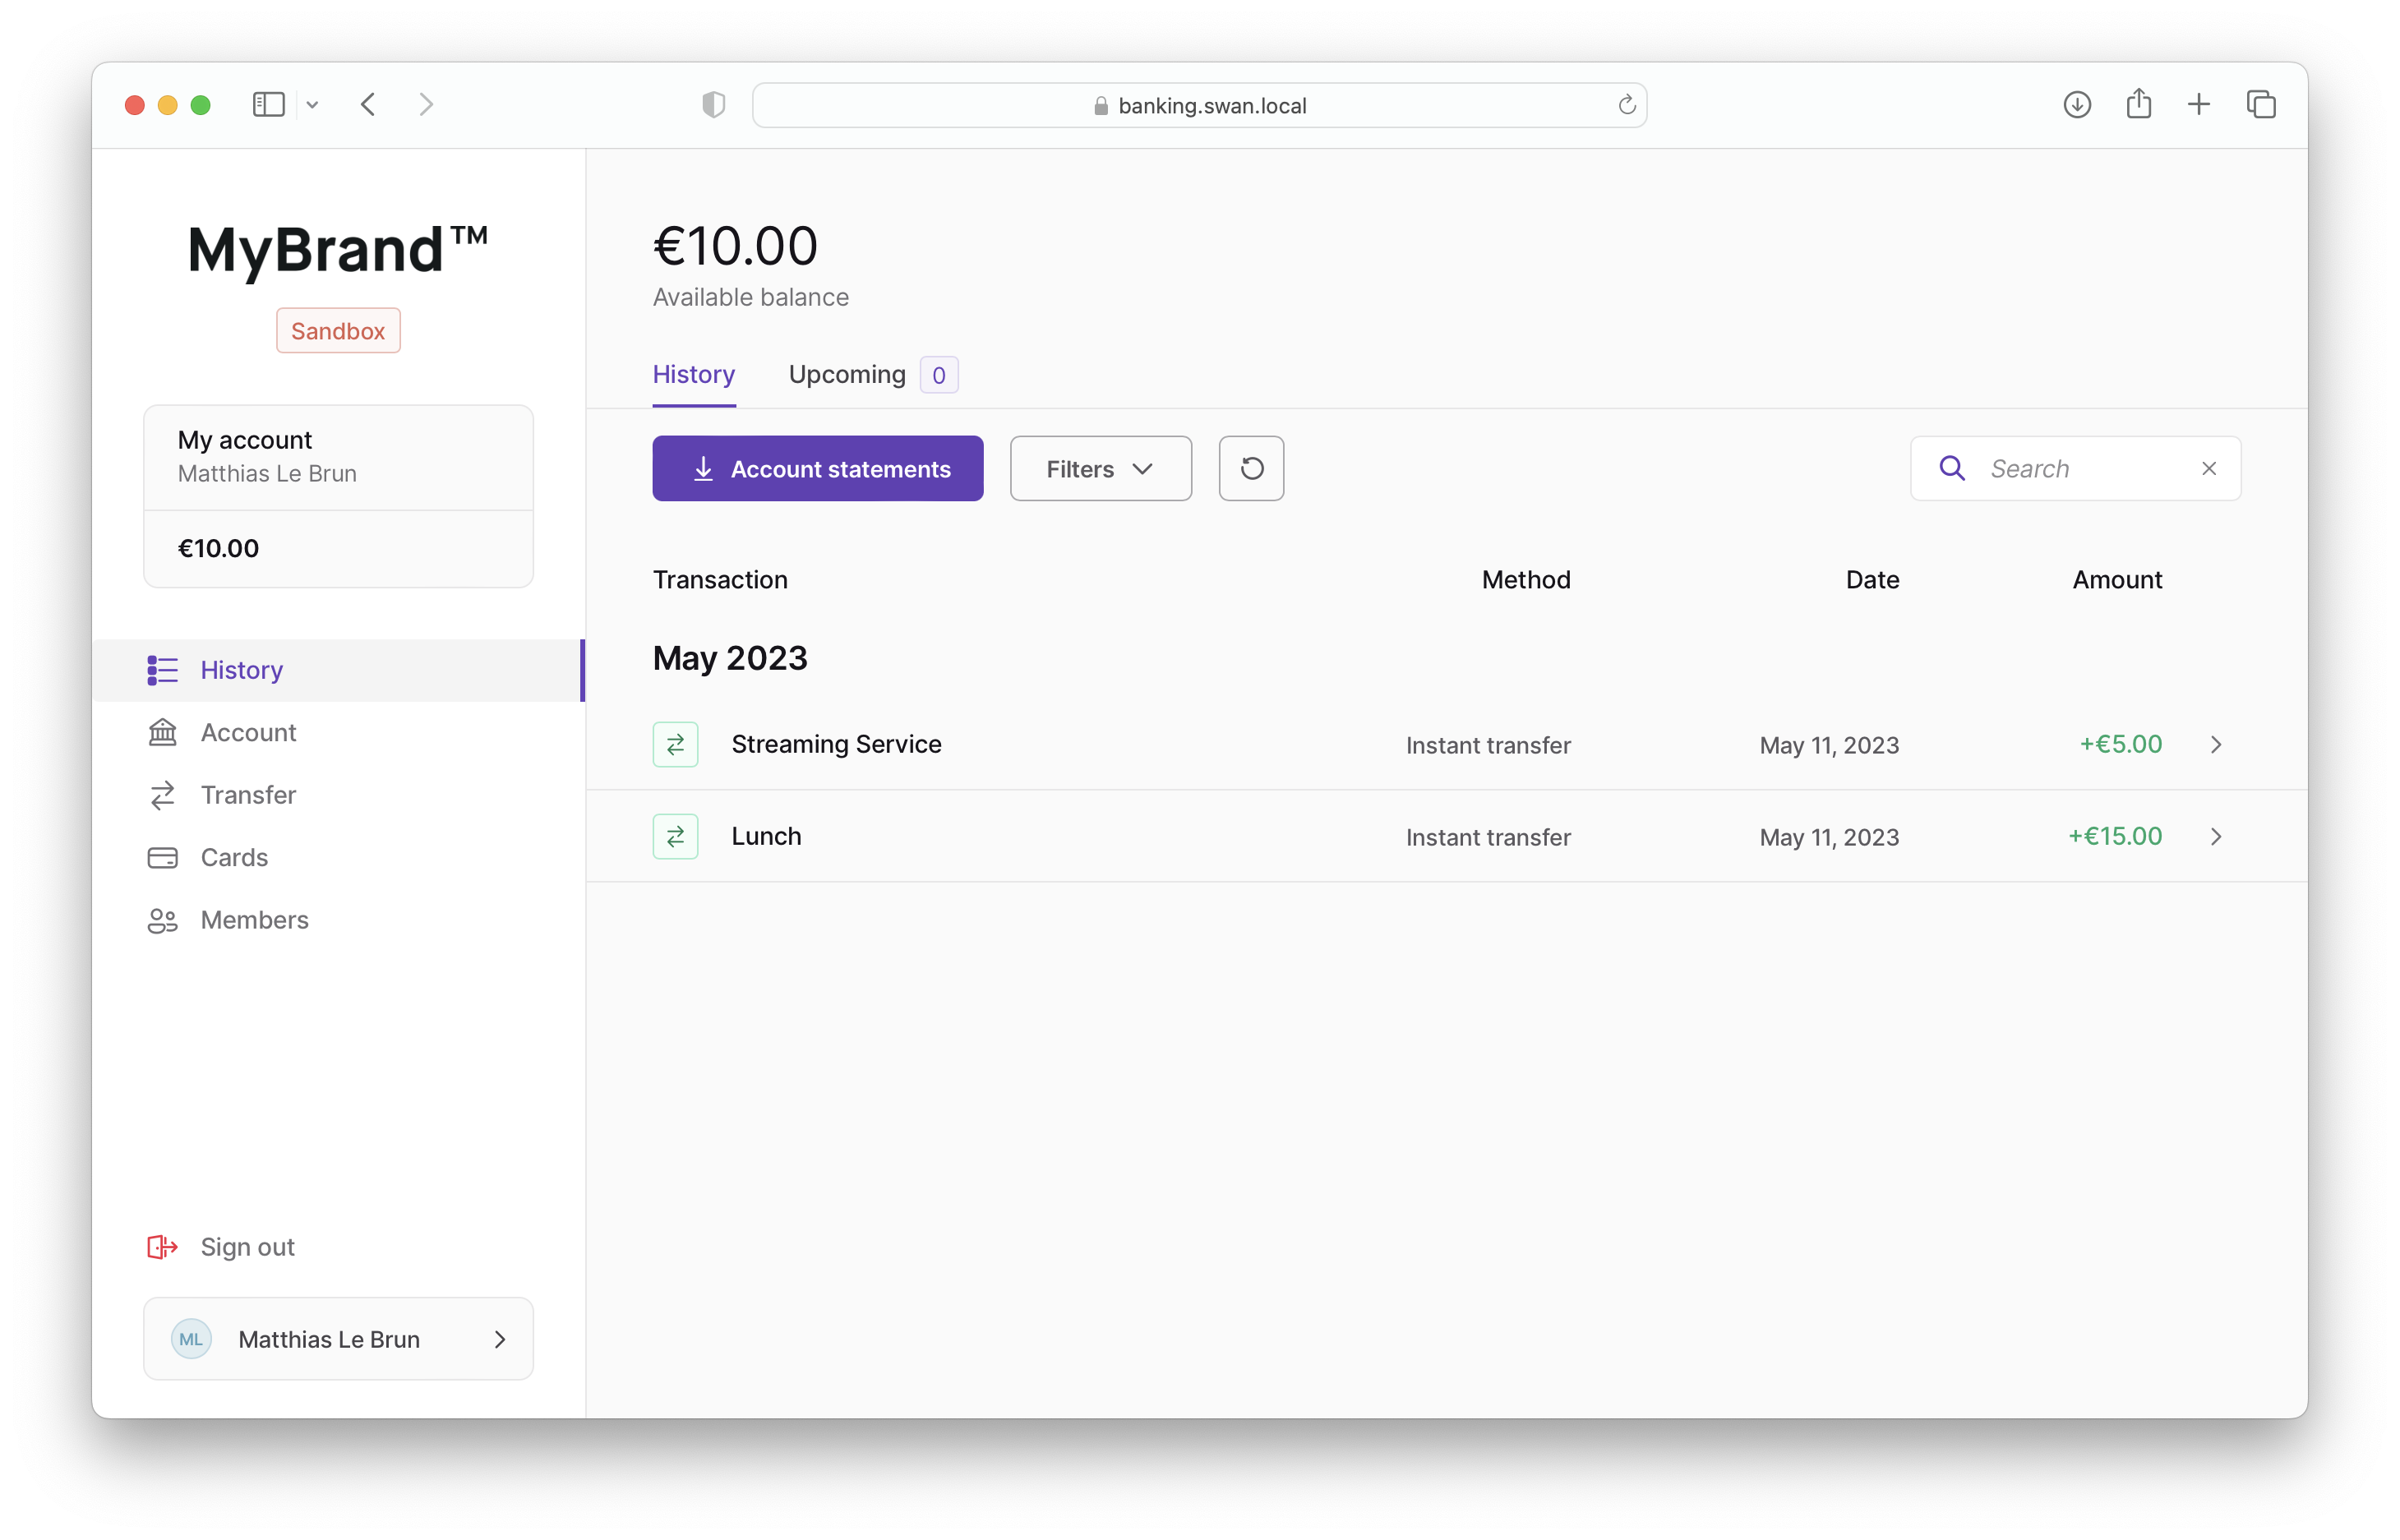 banking.swan.local
MyBrand™
Sandbox
My account
Matthias Le Brun
€10.00
History
Account
Transfer
Cards
Members
Sign out
ML Matthias Le Brun
€10.00
Available balance
History Upcoming 0
Account statements Filters Search
Transaction Method Date Amount
May 2023
Streaming Service Instant transfer May 11, 2023 +€5.00
Lunch Instant transfer May 11, 2023 +€15.00